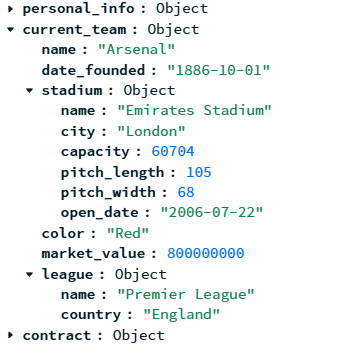 personal_info : Object
current_team : Object
name : "Arsenal"
date_founded : "1886-10-01"
stadium : Object
name : "Emirates Stadium"
city : "London"
capacity : 60704
pitch_length : 105
pitch_width : 68
open_date : "2006-07-22"
color : "Red"
market_value : 800000000
league : Object
name : "Premier League"
country : "England"
contract : Object